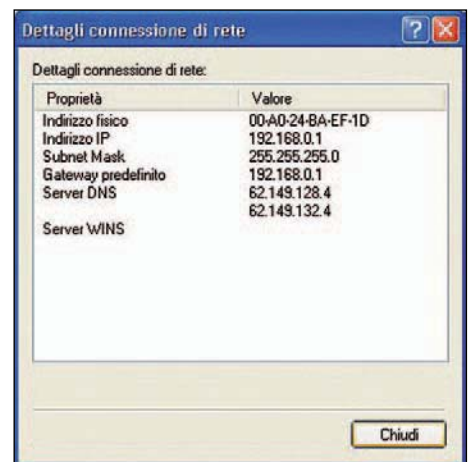 Dettagli connessione di rete
Dettagli connessione di rete:
Proprietà Valore
Indirizzo fisico 00-A0-24-BA-EF-1D
Indirizzo IP 192.168.0.1
Subnet Mask 255.255.255.0
Gateway predefinito 192.168.0.1
Server DNS 62.149.128.4
62.149.132.4
Server WINS
Chiudi